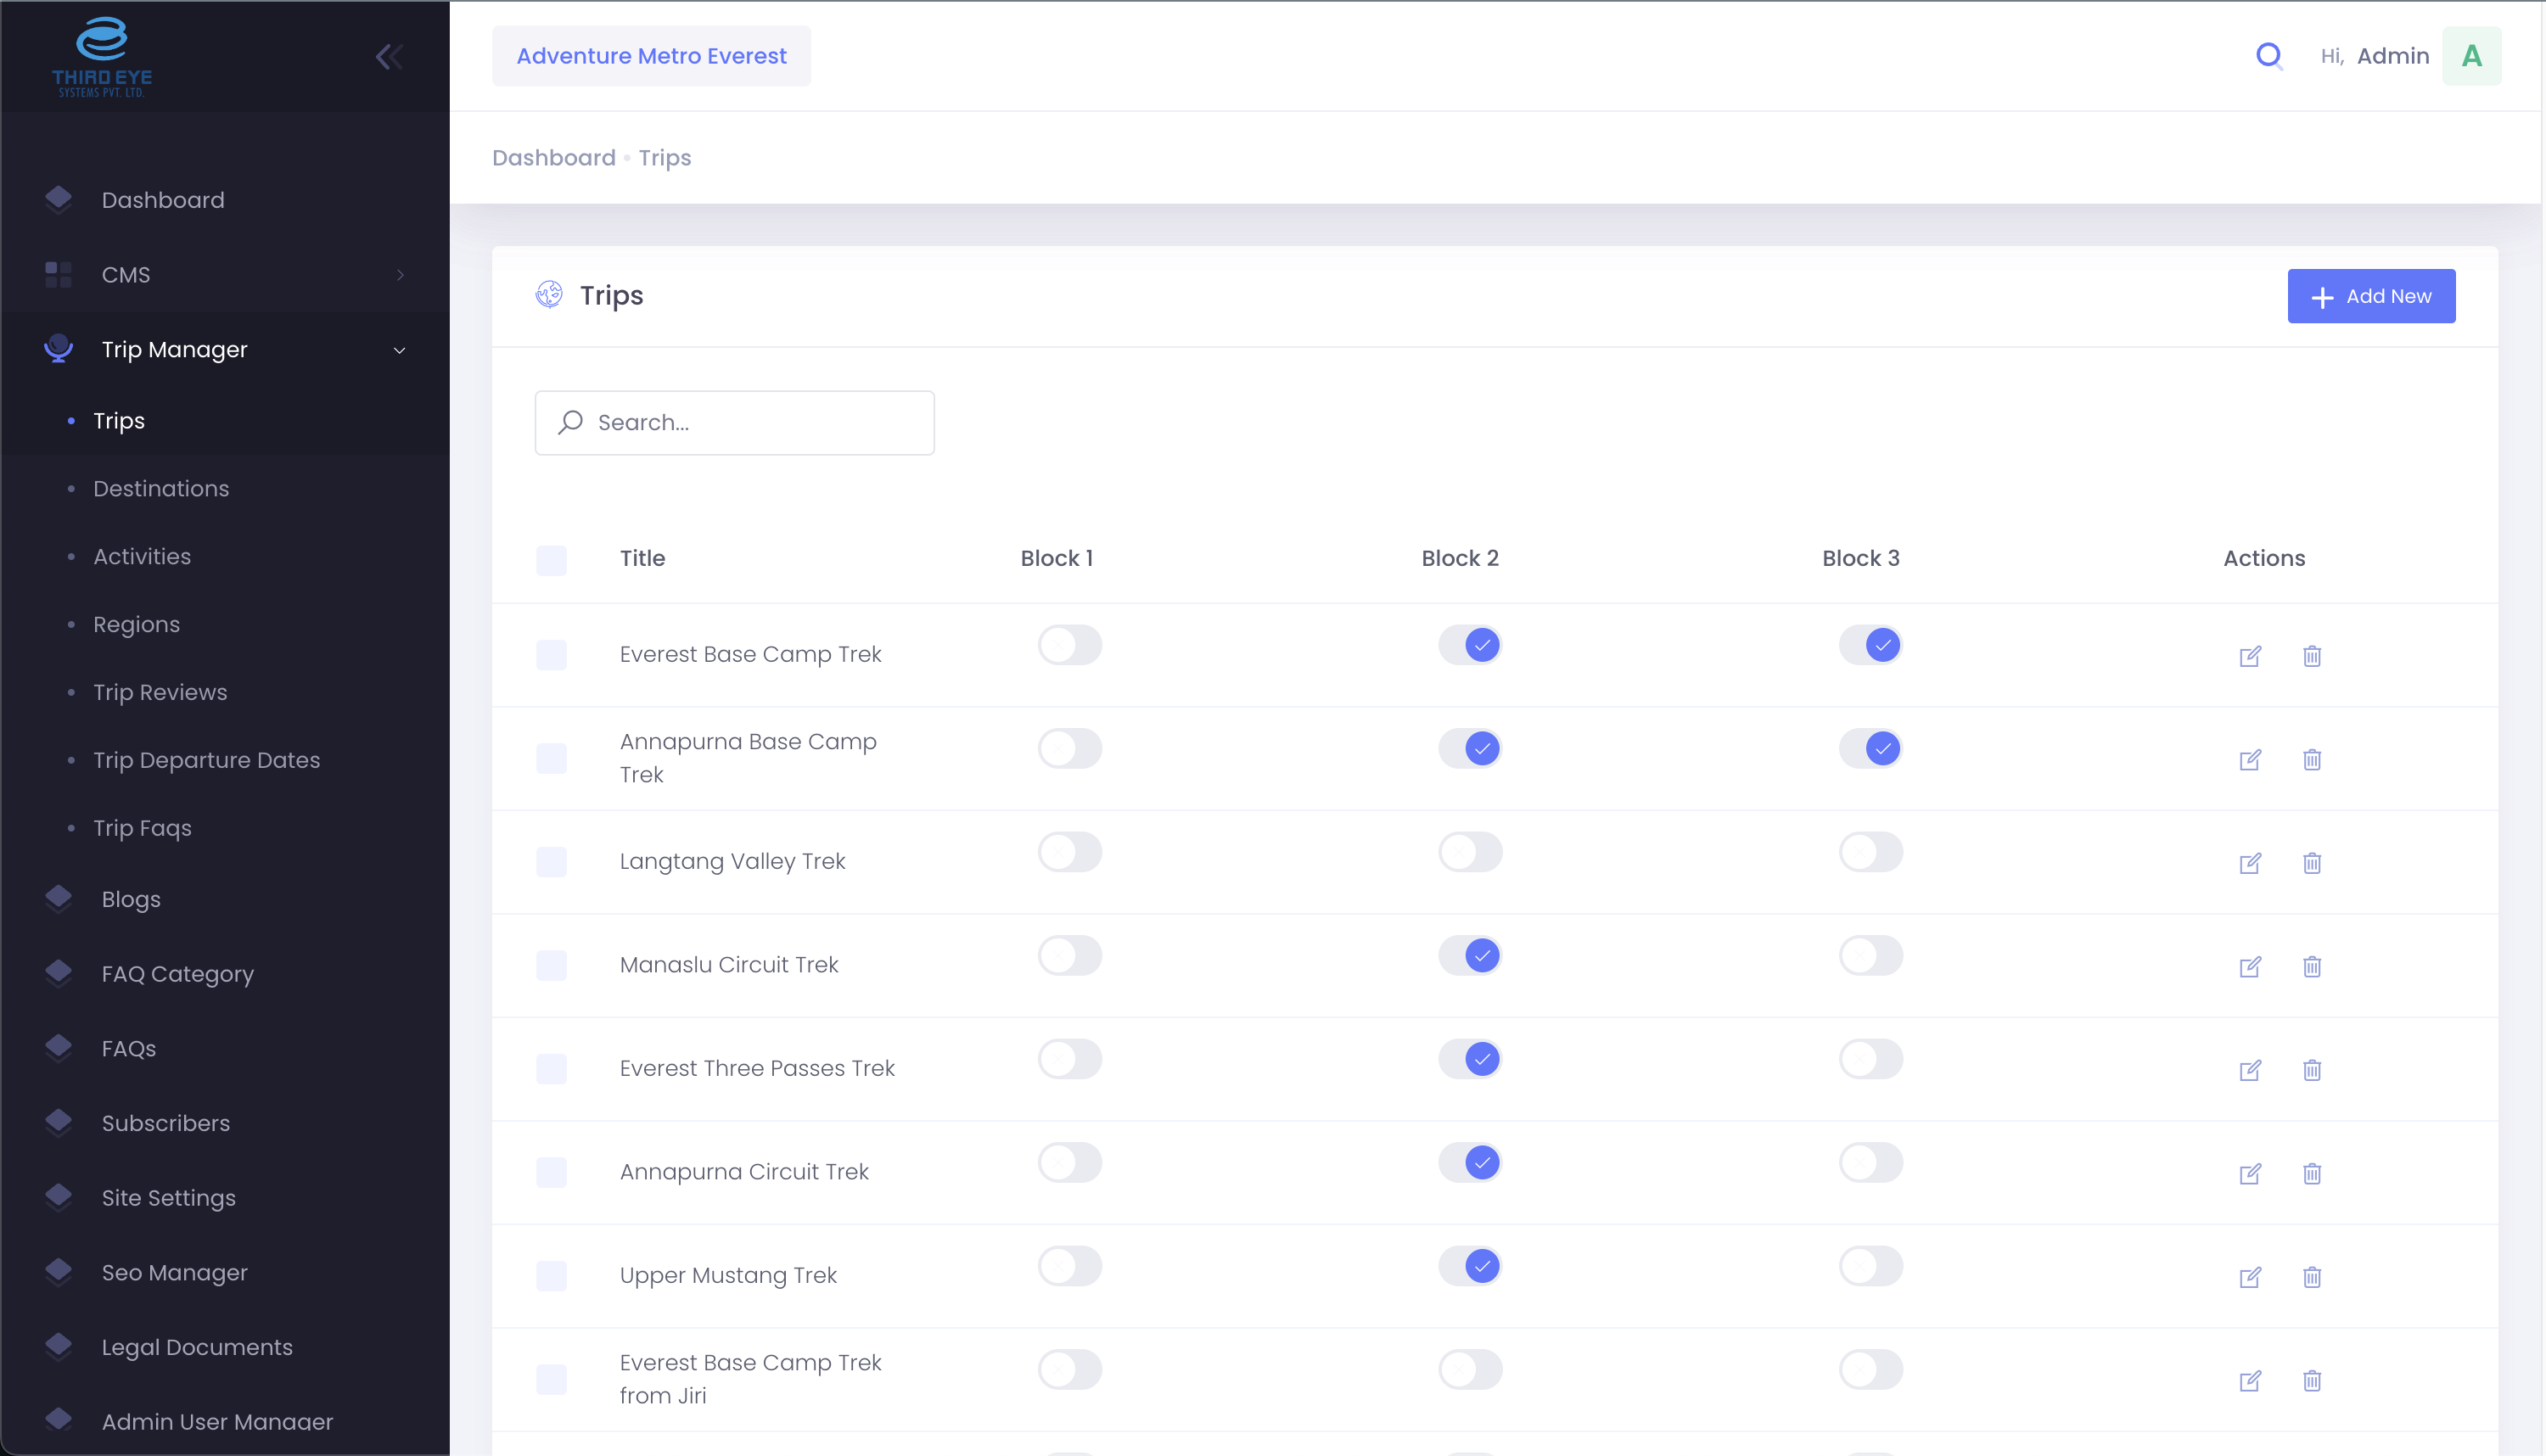 THIRD EYE
SYSTEMS PVT. LTD.
Dashboard
CMS
Trip Manager
Trips
Destinations
Activities
Regions
Trip Reviews
Trip Departure Dates
Trip Faqs
Blogs
FAQ Category
FAQs
Subscribers
Site Settings
Seo Manager
Legal Documents
Admin User Manager
Adventure Metro Everest
Hi, Admin A
Dashboard • Trips
Trips
Add New
Search...
Title Block 1 Block 2 Block 3 Actions
Everest Base Camp Trek
Annapurna Base Camp
Trek
Langtang Valley Trek
Manaslu Circuit Trek
Everest Three Passes Trek
Annapurna Circuit Trek
Upper Mustang Trek
Everest Base Camp Trek
from Jiri